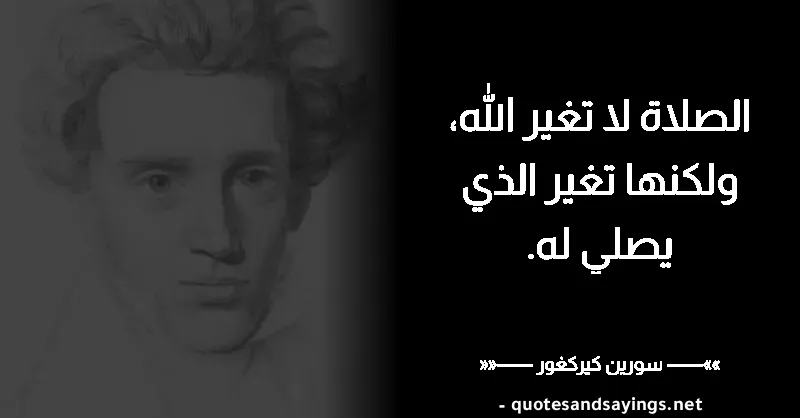 الصلاة لا تغير الله،
ولكنها تغير الذي
يصلي له.
»»—— سورين كيركغور ——««
- quotesandsayings.net